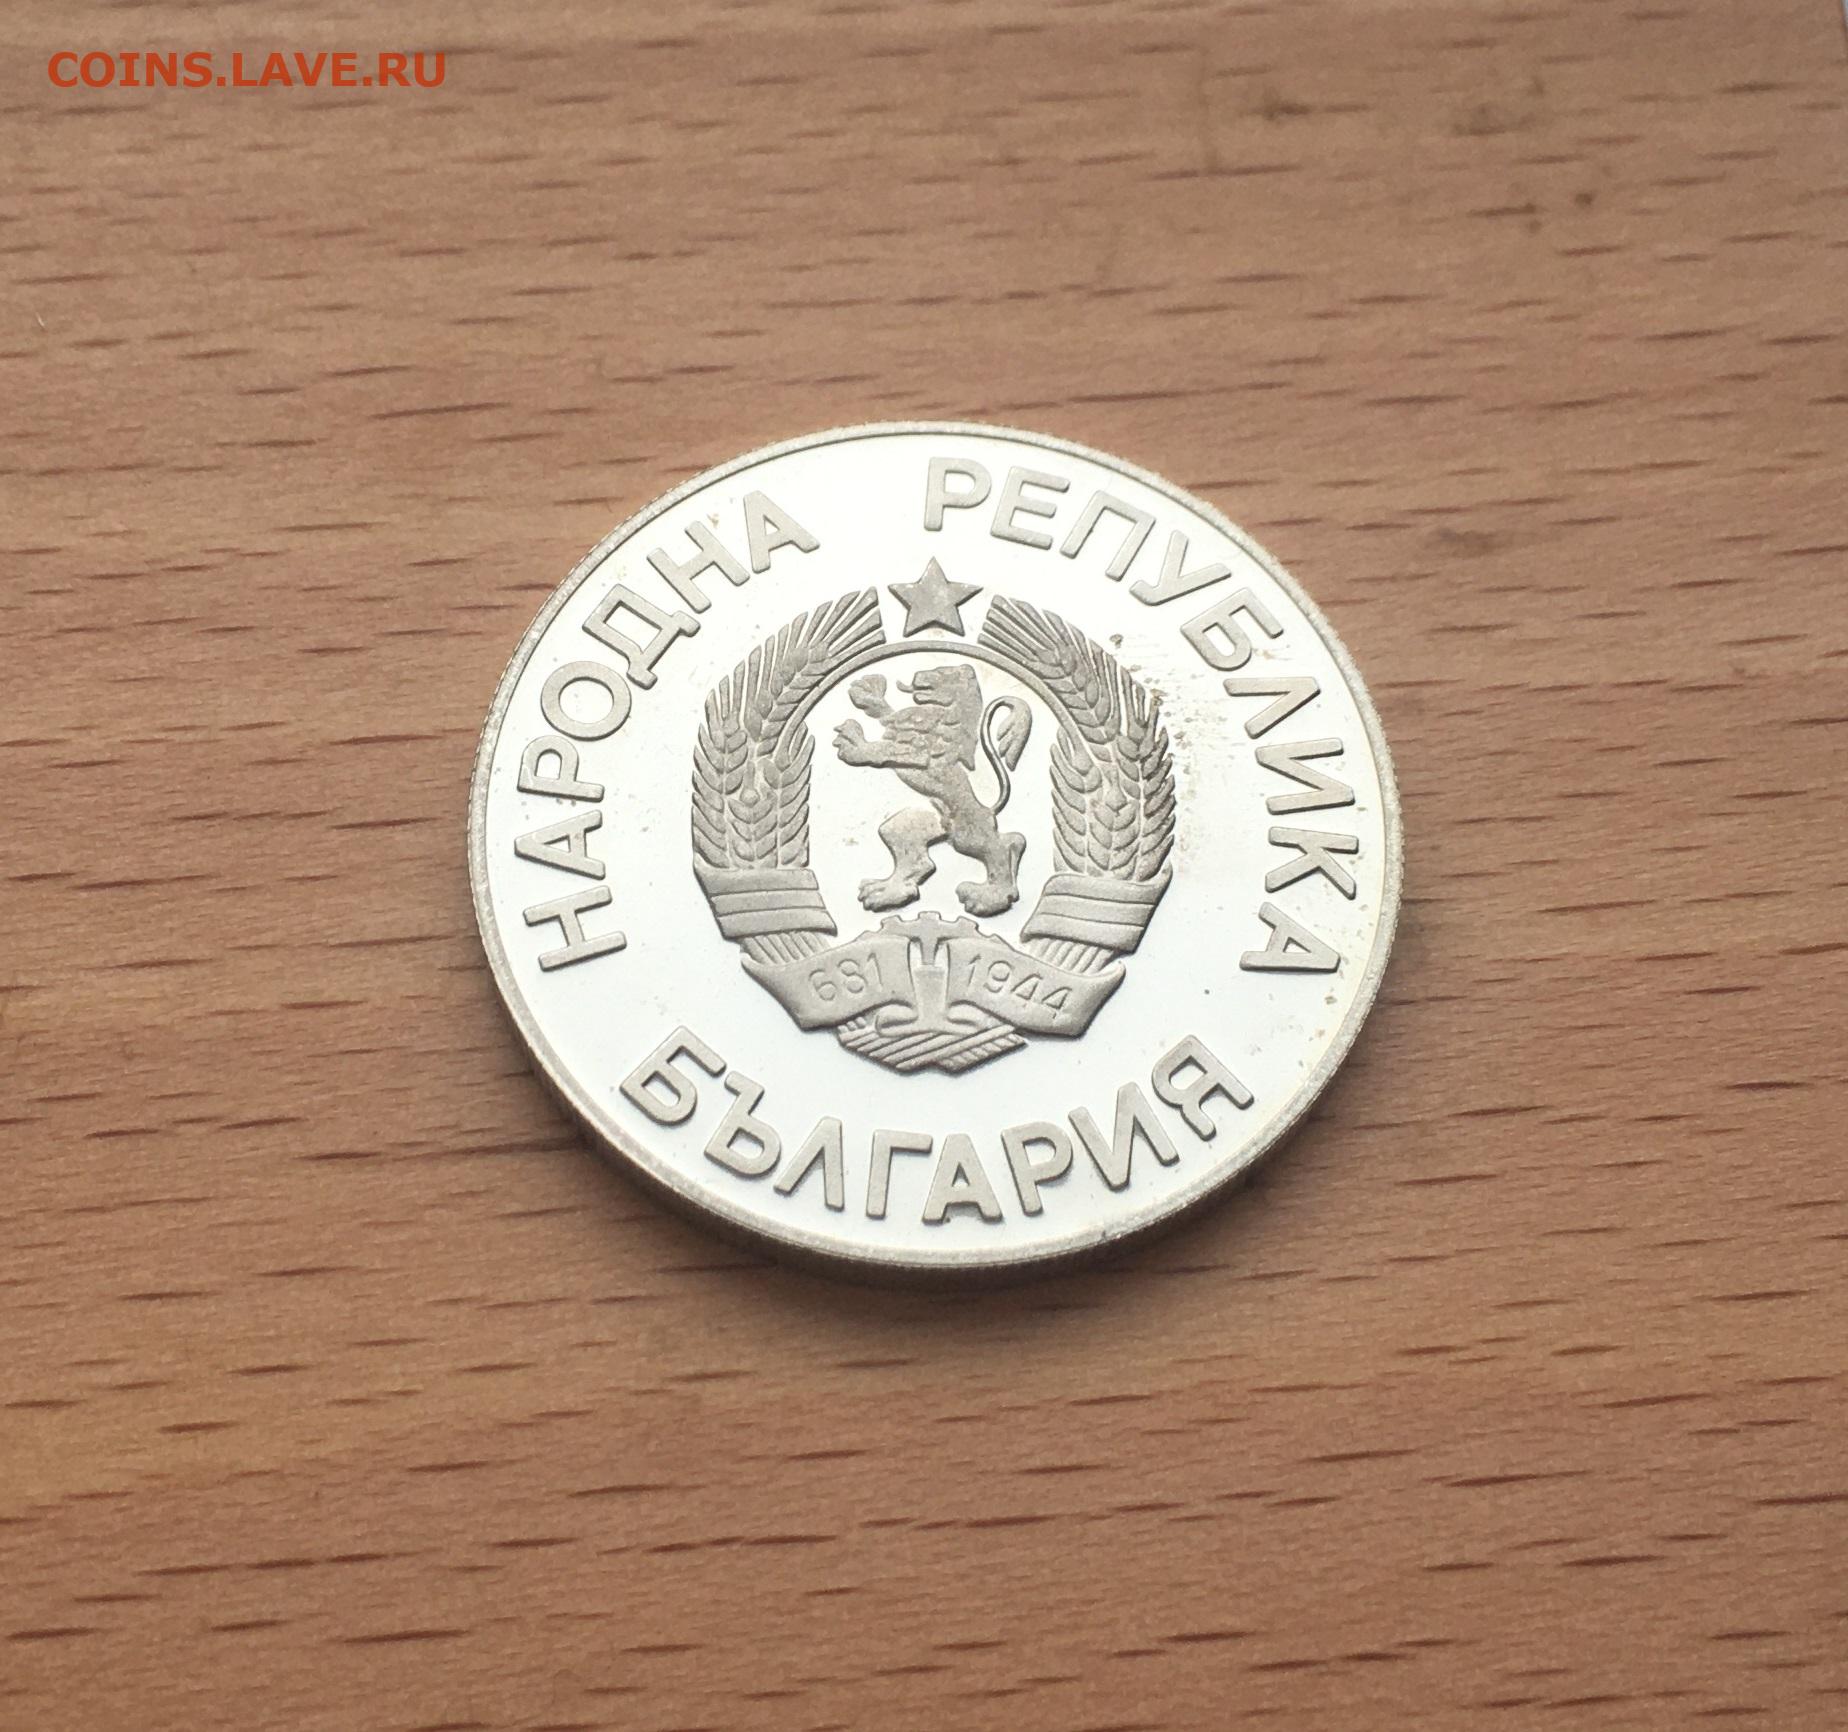 COINS.LAVE.RU
НАРОДНА РЕПУБЛИКА
681 1944
БЪЛГАРИЯ